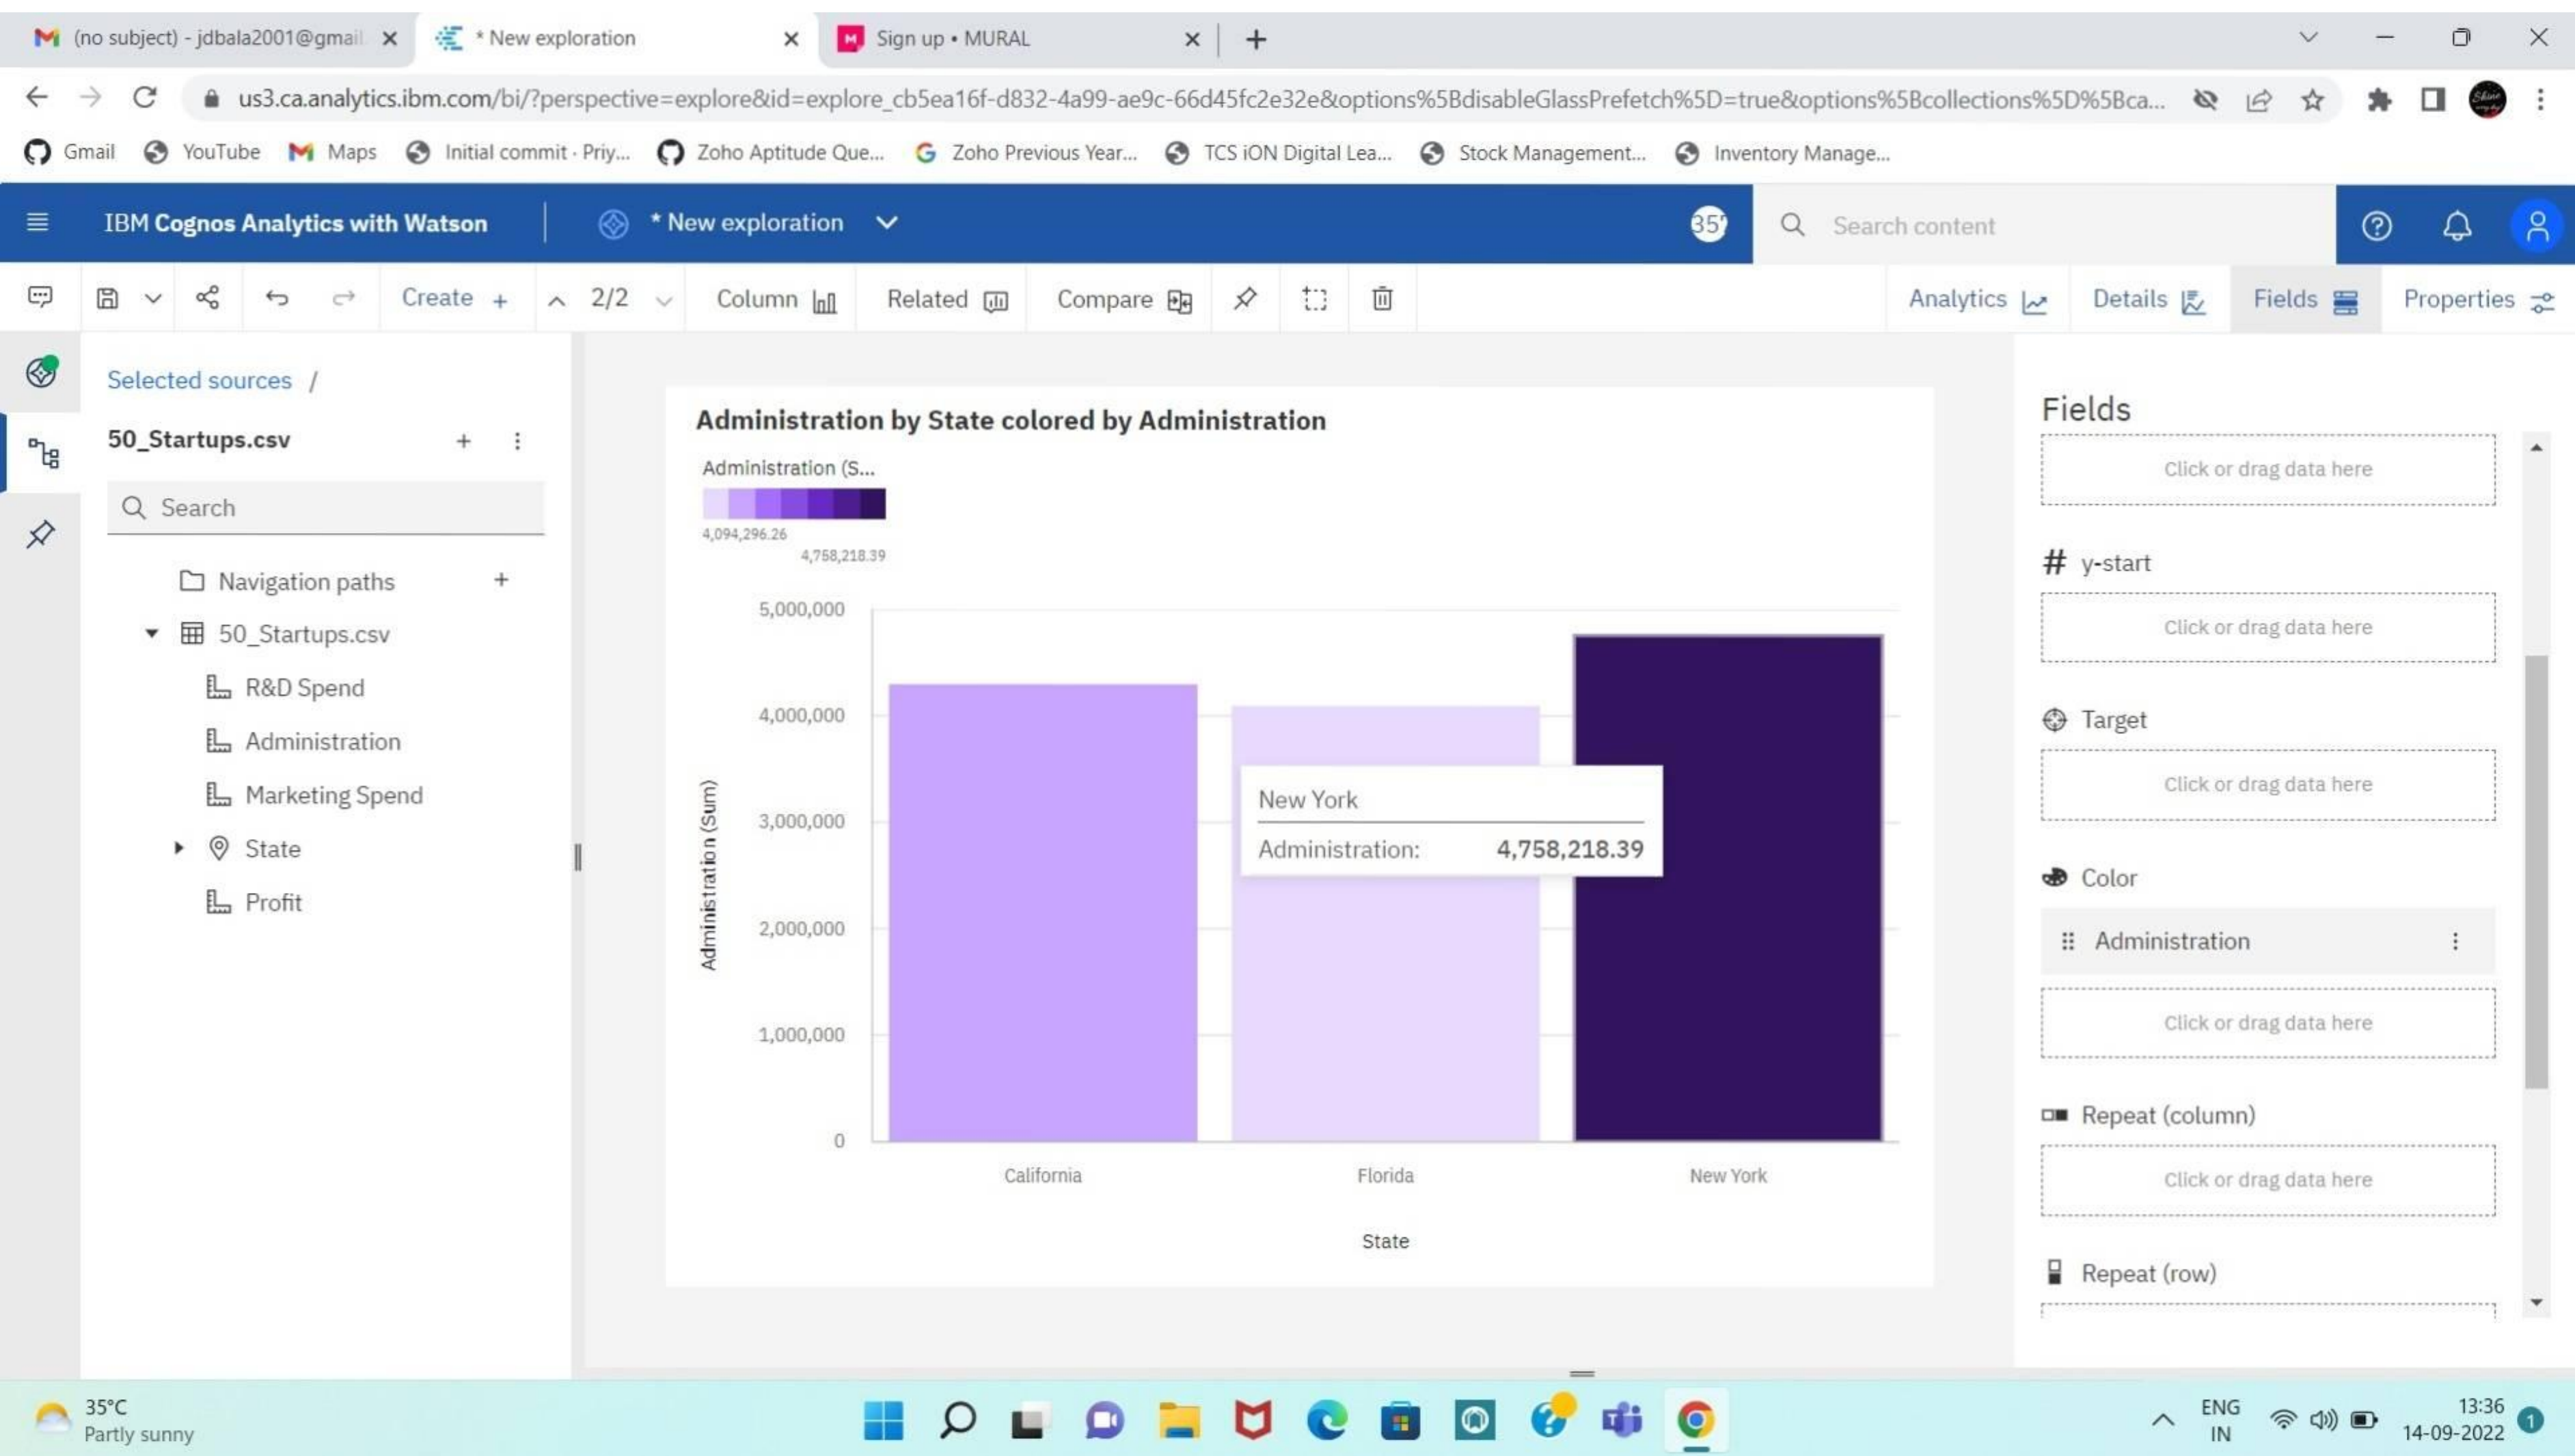 (no subject) - jdbala2001@gmail
* New exploration
Sign up • MURAL
us3.ca.analytics.ibm.com/bi/?perspective=explore&id=explore_cb5ea16f-d832-4a99-ae9c-66d45fc2e32e&options%5BdisableGlassPrefetch%5D=true&options%5Bcollections%5D%5Bca...
Gmail
YouTube
Maps
Initial commit · Priy...
Zoho Aptitude Que...
Zoho Previous Year...
TCS iON Digital Lea...
Stock Management...
Inventory Manage...
IBM Cognos Analytics with Watson
* New exploration
Search content
Create +
2/2
Column
Related
Compare
Analytics
Details
Fields
Properties
Selected sources /
50_Startups.csv
Search
Navigation paths
50_Startups.csv
R&D Spend
Administration
Marketing Spend
State
Profit
Administration by State colored by Administration
Administration (S...
4,094,296.26
4,758,218.39
5,000,000
4,000,000
3,000,000
2,000,000
1,000,000
0
Administration (Sum)
New York
Administration: 4,758,218.39
California
Florida
New York
State
Fields
Click or drag data here
# y-start
Click or drag data here
Target
Click or drag data here
Color
Administration
Click or drag data here
Repeat (column)
Click or drag data here
Repeat (row)
35°C
Partly sunny
ENG
IN
13:36
14-09-2022
1